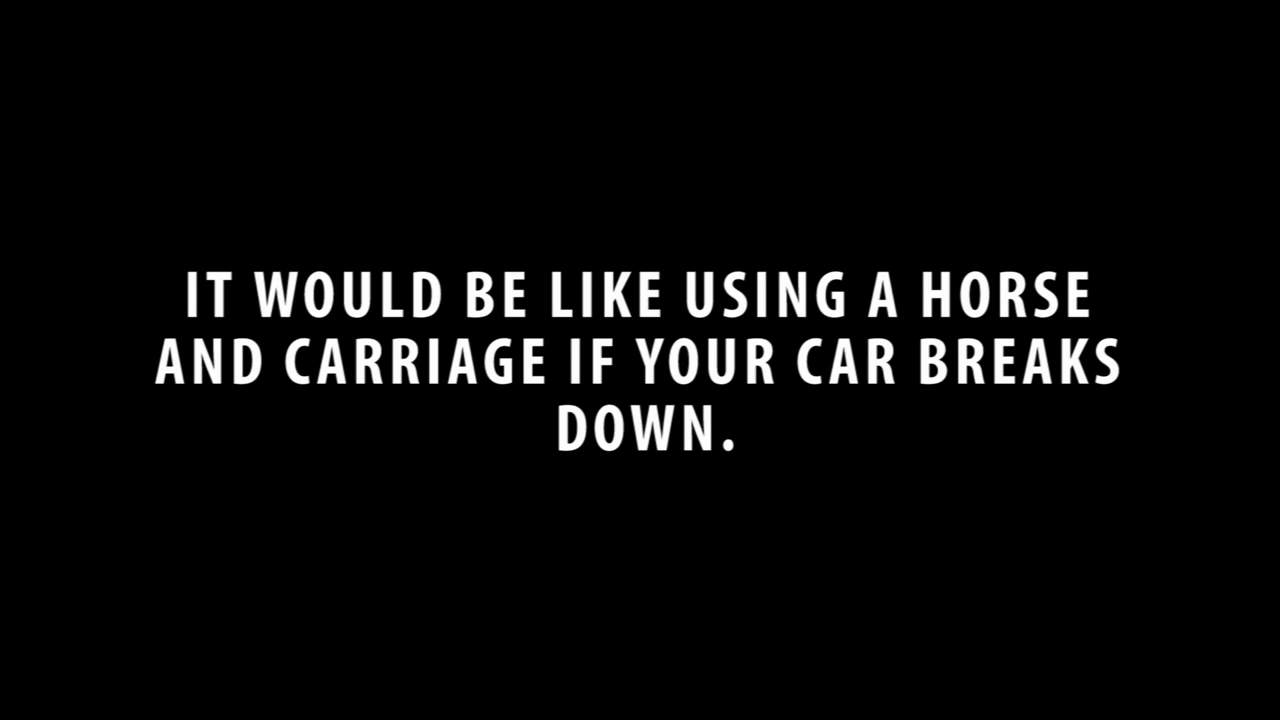 IT WOULD BE LIKE USING A HORSE
AND CARRIAGE IF YOUR CAR BREAKS
DOWN.